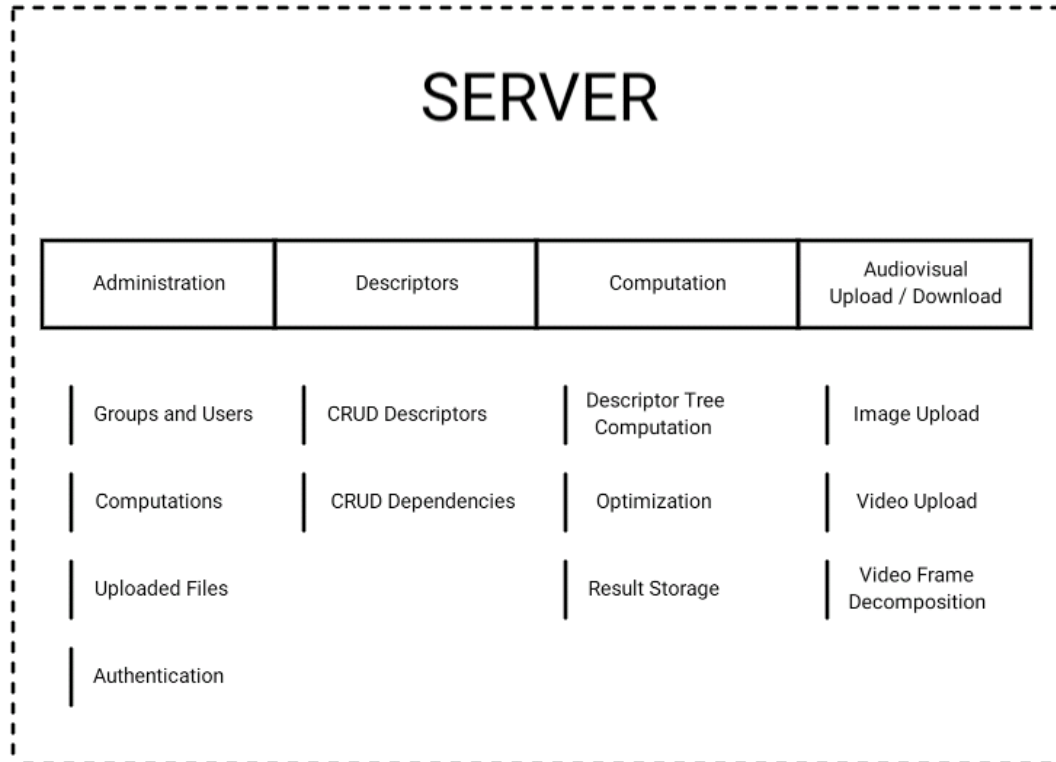 SERVER
Administration
Descriptors
Computation
Audiovisual
Upload / Download
Groups and Users
CRUD Descriptors
Descriptor Tree
Computation
Image Upload
Computations
CRUD Dependencies
Optimization
Video Upload
Uploaded Files
Result Storage
Video Frame
Decomposition
Authentication